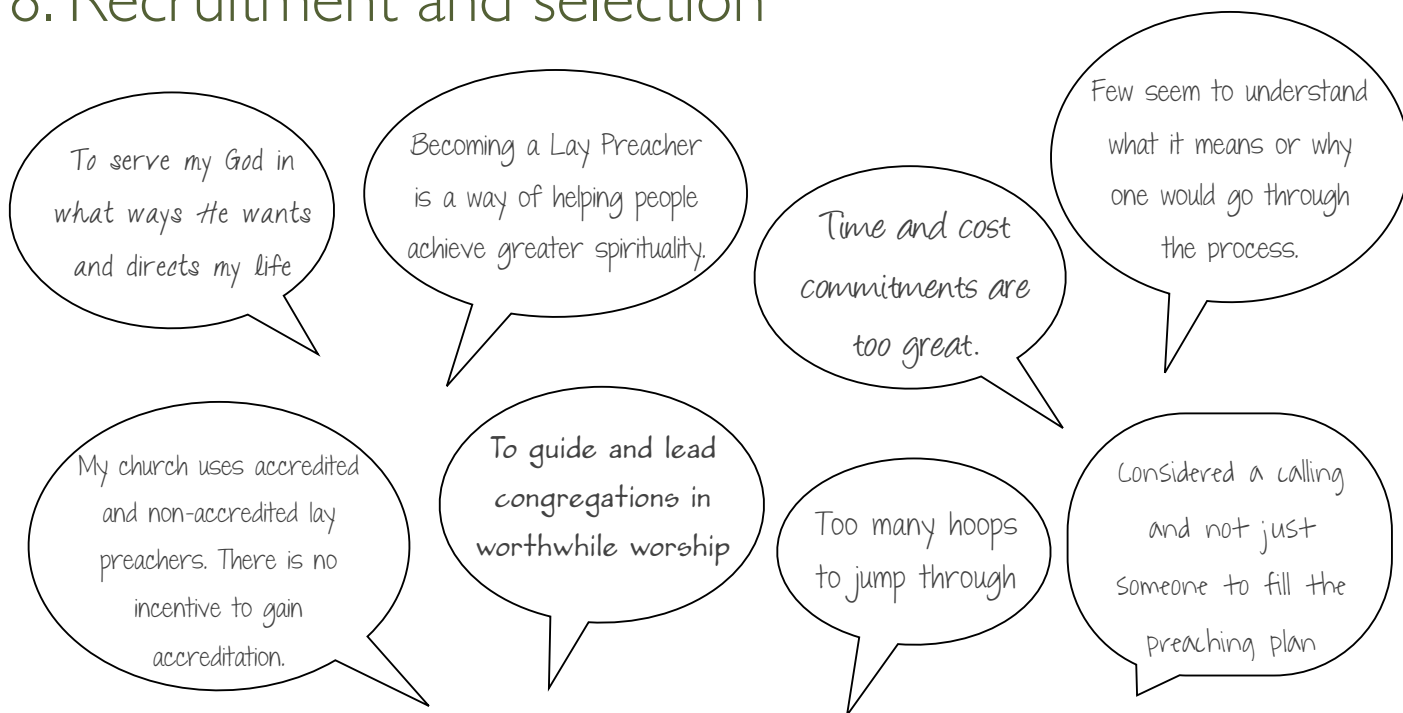 8. Recruitment and selection
To serve my God in
what ways He wants
and directs my life
Becoming a Lay Preacher
is a way of helping people
achieve greater spirituality.
Time and cost
commitments are
too great.
Few seem to understand
what it means or why
one would go through
the process.
My church uses accredited
and non-accredited lay
preachers. There is no
incentive to gain
accreditation.
To guide and lead
congregations in
worthwhile worship
Too many hoops
to jump through
Considered a calling
and not just
someone to fill the
preaching plan